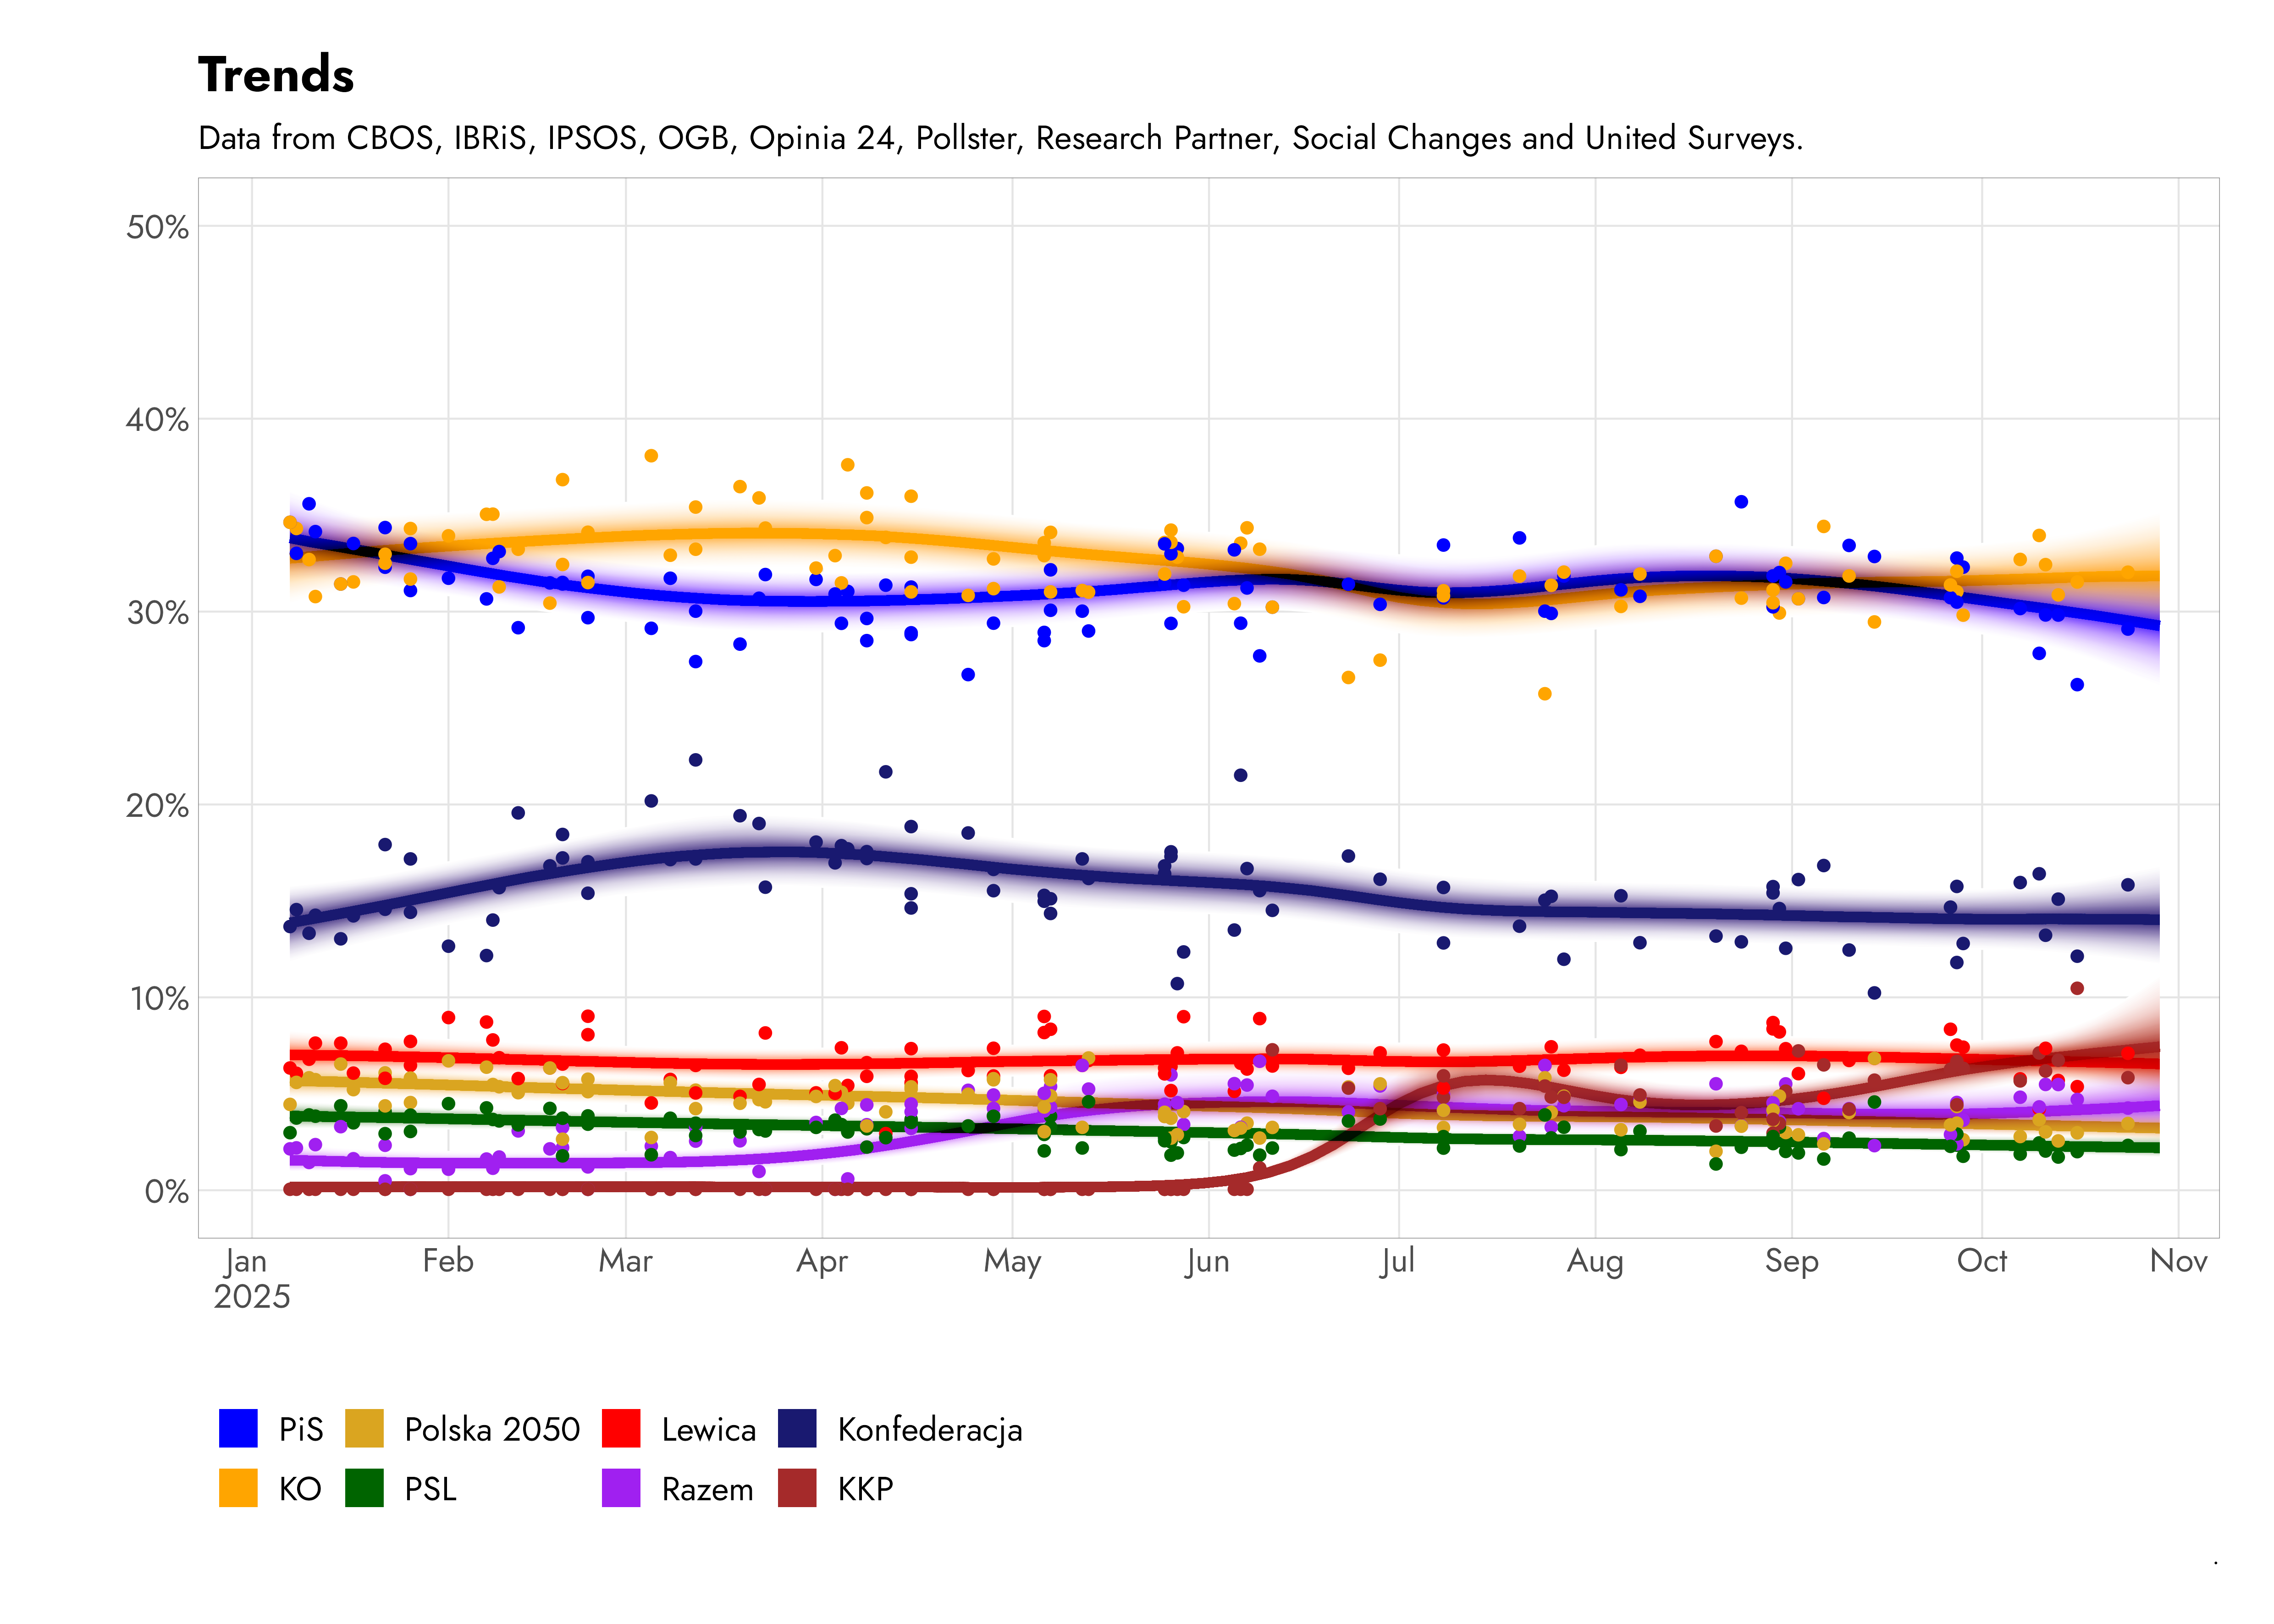 Trends
Data from CBOS, IBRiS, IPSOS, OGB, Opinia 24, Pollster, Research Partner, Social Changes and United Surveys.
50%
40%
30%
20%
10%
0%
Jan Feb Mar Apr May Jun Jul Aug Sep Oct Nov
2025
PiS Polska 2050 Lewica Konfederacja
KO PSL Razem KKP
.